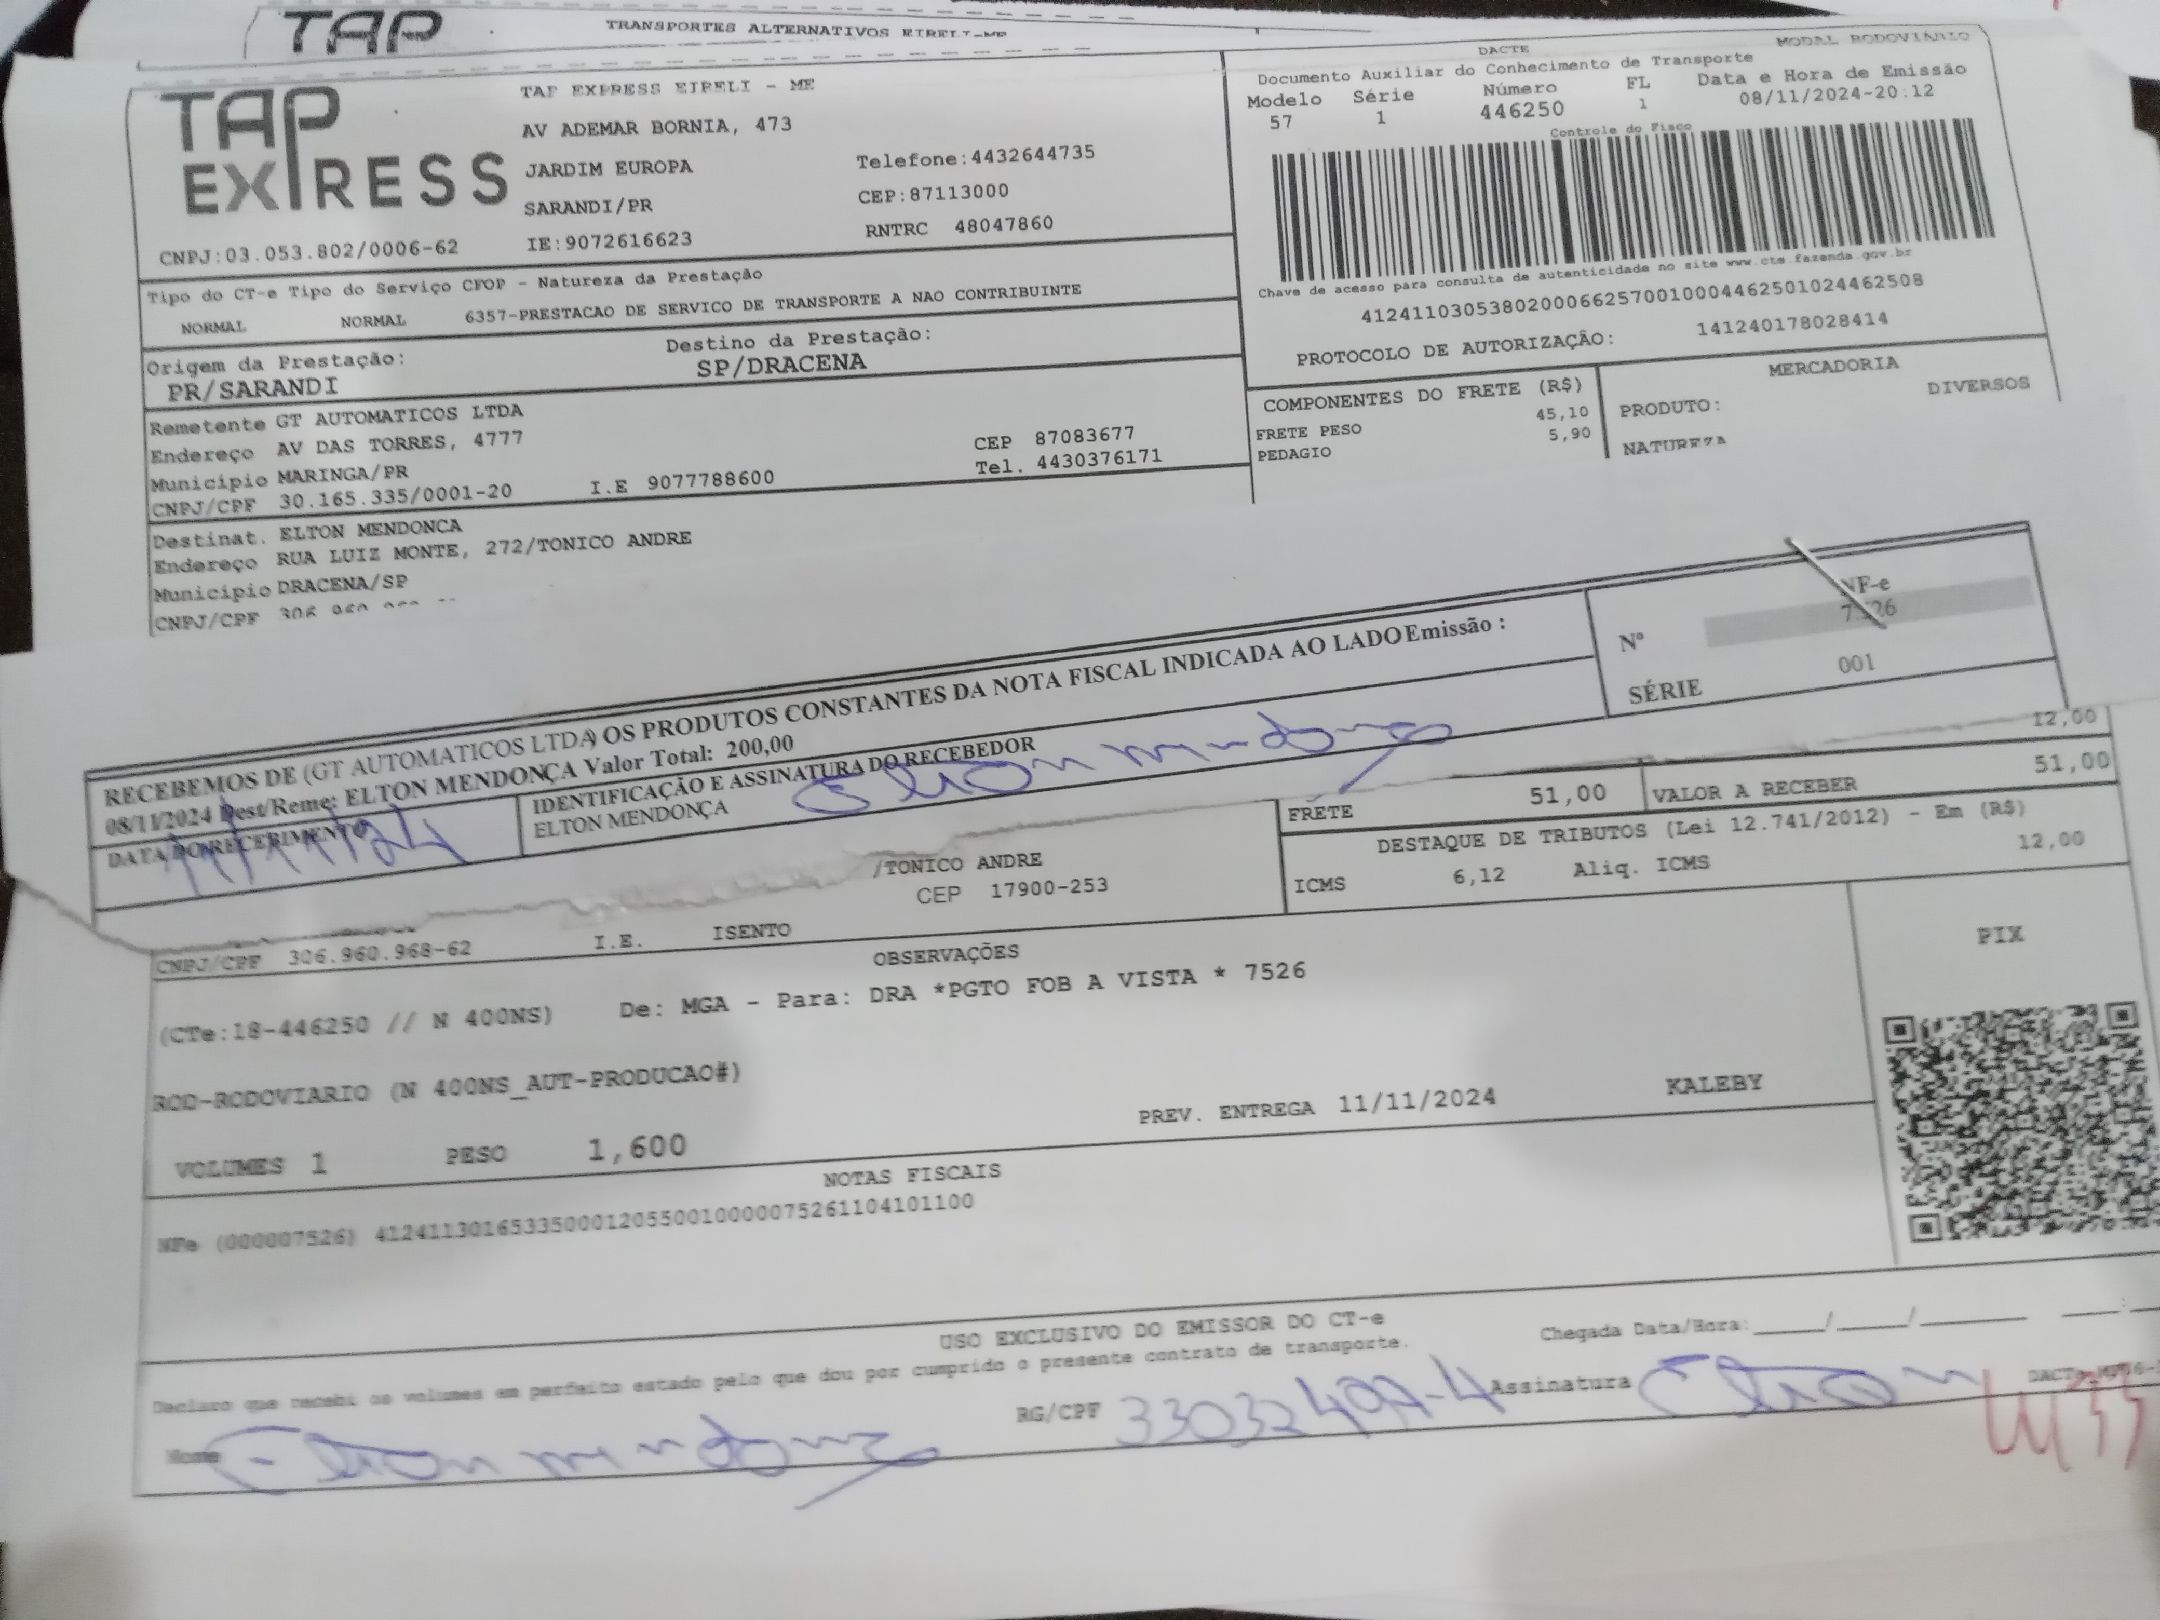 TAP
TRANSPORTES ALTERNATIVOS EIRELI-ME
MODAL RODOVIARIO
TAP EXPRESS
TAP EXPRESS EIRELI - ME
AV ADEMAR BORNIA, 473
JARDIM EUROPA
Telefone:4432644735
SARANDI/PR
CEP:87113000
CNPJ:03.053.802/0006-62
IE:9072616623
RNTRC 48047860
DACTE
Documento Auxiliar do Conhecimento de Transporte
Modelo Série Número FL Data e Hora de Emissão
57 1 446250 1 08/11/2024-20:12
Controle do Fisco
Chave de acesso para consulta de autenticidade no site www.cte.fazenda.gov.br
41241103053802000662570010004462501024462508
PROTOCOLO DE AUTORIZAÇÃO: 141240178028414
Tipo do CT-e Tipo do Serviço CFOP - Natureza da Prestação
NORMAL NORMAL 6357-PRESTACAO DE SERVICO DE TRANSPORTE A NAO CONTRIBUINTE
Origem da Prestação: Destino da Prestação:
PR/SARANDI SP/DRACENA
Remetente GT AUTOMATICOS LTDA
Endereço AV DAS TORRES, 4777 CEP 87083677
Município MARINGA/PR Tel. 4430376171
CNPJ/CPF 30.165.335/0001-20 I.E 9077788600
COMPONENTES DO FRETE (R$)
FRETE PESO 45,10
PEDAGIO 5,90
MERCADORIA
PRODUTO: DIVERSOS
NATUREZA
Destinat. ELTON MENDONCA
Endereço RUA LUIZ MONTE, 272/TONICO ANDRE
Município DRACENA/SP
CNPJ/CPF
RECEBEMOS DE (GT AUTOMATICOS LTDA) OS PRODUTOS CONSTANTES DA NOTA FISCAL INDICADA AO LADO Emissão :
08/11/2024 Dest/Reme: ELTON MENDONÇA Valor Total: 200,00
DATA DO RECEBIMENTO
IDENTIFICAÇÃO E ASSINATURA DO RECEBEDOR
ELTON MENDONÇA
Elton mendonça
NF-e
Nº
SÉRIE 001
12,00
FRETE 51,00 VALOR A RECEBER 51,00
DESTAQUE DE TRIBUTOS (Lei 12.741/2012) - Em (R$)
ICMS 6,12 Aliq. ICMS 12,00
/TONICO ANDRE
CEP 17900-253
CNPJ/CPF 306.960.968-62 I.E. ISENTO
OBSERVAÇÕES
(CTe:18-446250 // N 400NS) De: MGA - Para: DRA *PGTO FOB A VISTA * 7526
ROD-RODOVIARIO (N 400NS_AUT-PRODUCAO#)
PREV. ENTREGA 11/11/2024 KALEBY
VOLUMES 1 PESO 1,600
PIX
NOTAS FISCAIS
NFe (000007526) 41241130165335000120550010000075261104101100
USO EXCLUSIVO DO EMISSOR DO CT-e
Declaro que recebi os volumes em perfeito estado pelo que dou por cumprido o presente contrato de transporte.
Chegada Data/Hora:_____/_____/_______ ____:
Nome Elton mendonça RG/CPF Assinatura Elton